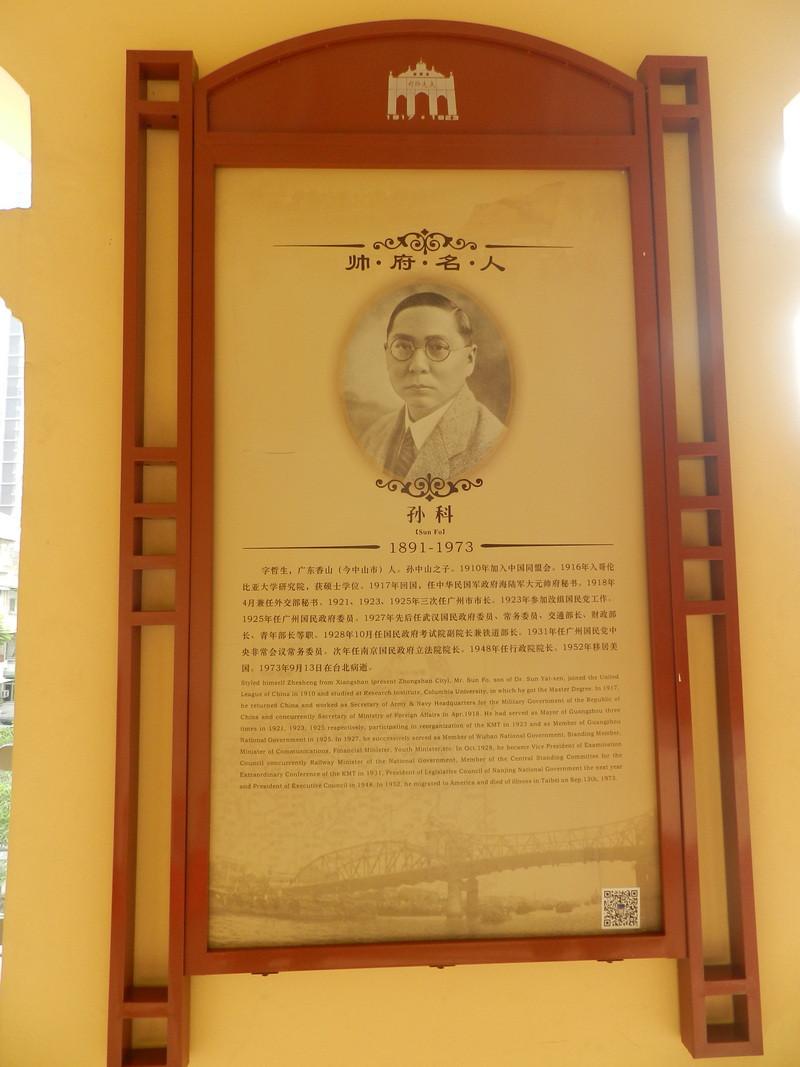 1917·1923
帅·府·名·人
孙科
【Sun Fo】
1891-1973
字哲生，广东香山（今中山市）人。孙中山之子。1910年加入中国同盟会。1916年入哥伦
比亚大学研究院，获硕士学位。1917年回国，任中华民国军政府海陆军大元帅府秘书。1918年
4月兼任外交部秘书。1921、1923、1925年三次任广州市市长。1923年参加改组国民党工作。
1925年任广州国民政府委员。1927年先后任武汉国民政府委员、常务委员、交通部长、财政部
长、青年部长等职。1928年10月任国民政府考试院副院长兼铁道部长。1931年任广州国民党中
央非常会议常务委员。次年任南京国民政府立法院院长。1948年任行政院院长。1952年移居美
国。1973年9月13日在台北病逝。
Styled himself Zhesheng from Xiangshan (present Zhongshan City), Mr. Sun Fo, son of Dr. Sun Yat-sen, joined the United
League of China in 1910 and studied at Research Institute, Columbia University, in which he got the Master Degree. In 1917,
he returned China and worked as Secretary of Army & Navy Headquarters for the Military Government of the Republic of
China and concurrently Secretary of Ministry of Foreign Affairs in Apr.1918. He had served as Mayor of Guangzhou three
times in 1921, 1923, 1925 respectively, participating in reorganization of the KMT in 1923 and as Member of Guangzhou
National Government in 1925. In 1927, he successively served as Member of Wuhan National Government, Standing Member,
Minister of Communications, Financial Minister, Youth Minister,etc. In Oct.1928, he became Vice President of Examination
Council concurrently Railway Minister of the National Government, Member of the Central Standing Committee for the
Extraordinary Conference of the KMT in 1931, President of Legislative Council of Nanjing National Government the next year
and President of Executive Council in 1948. In 1952, he migrated to America and died of illness in Taibei on Sep.13th, 1973.